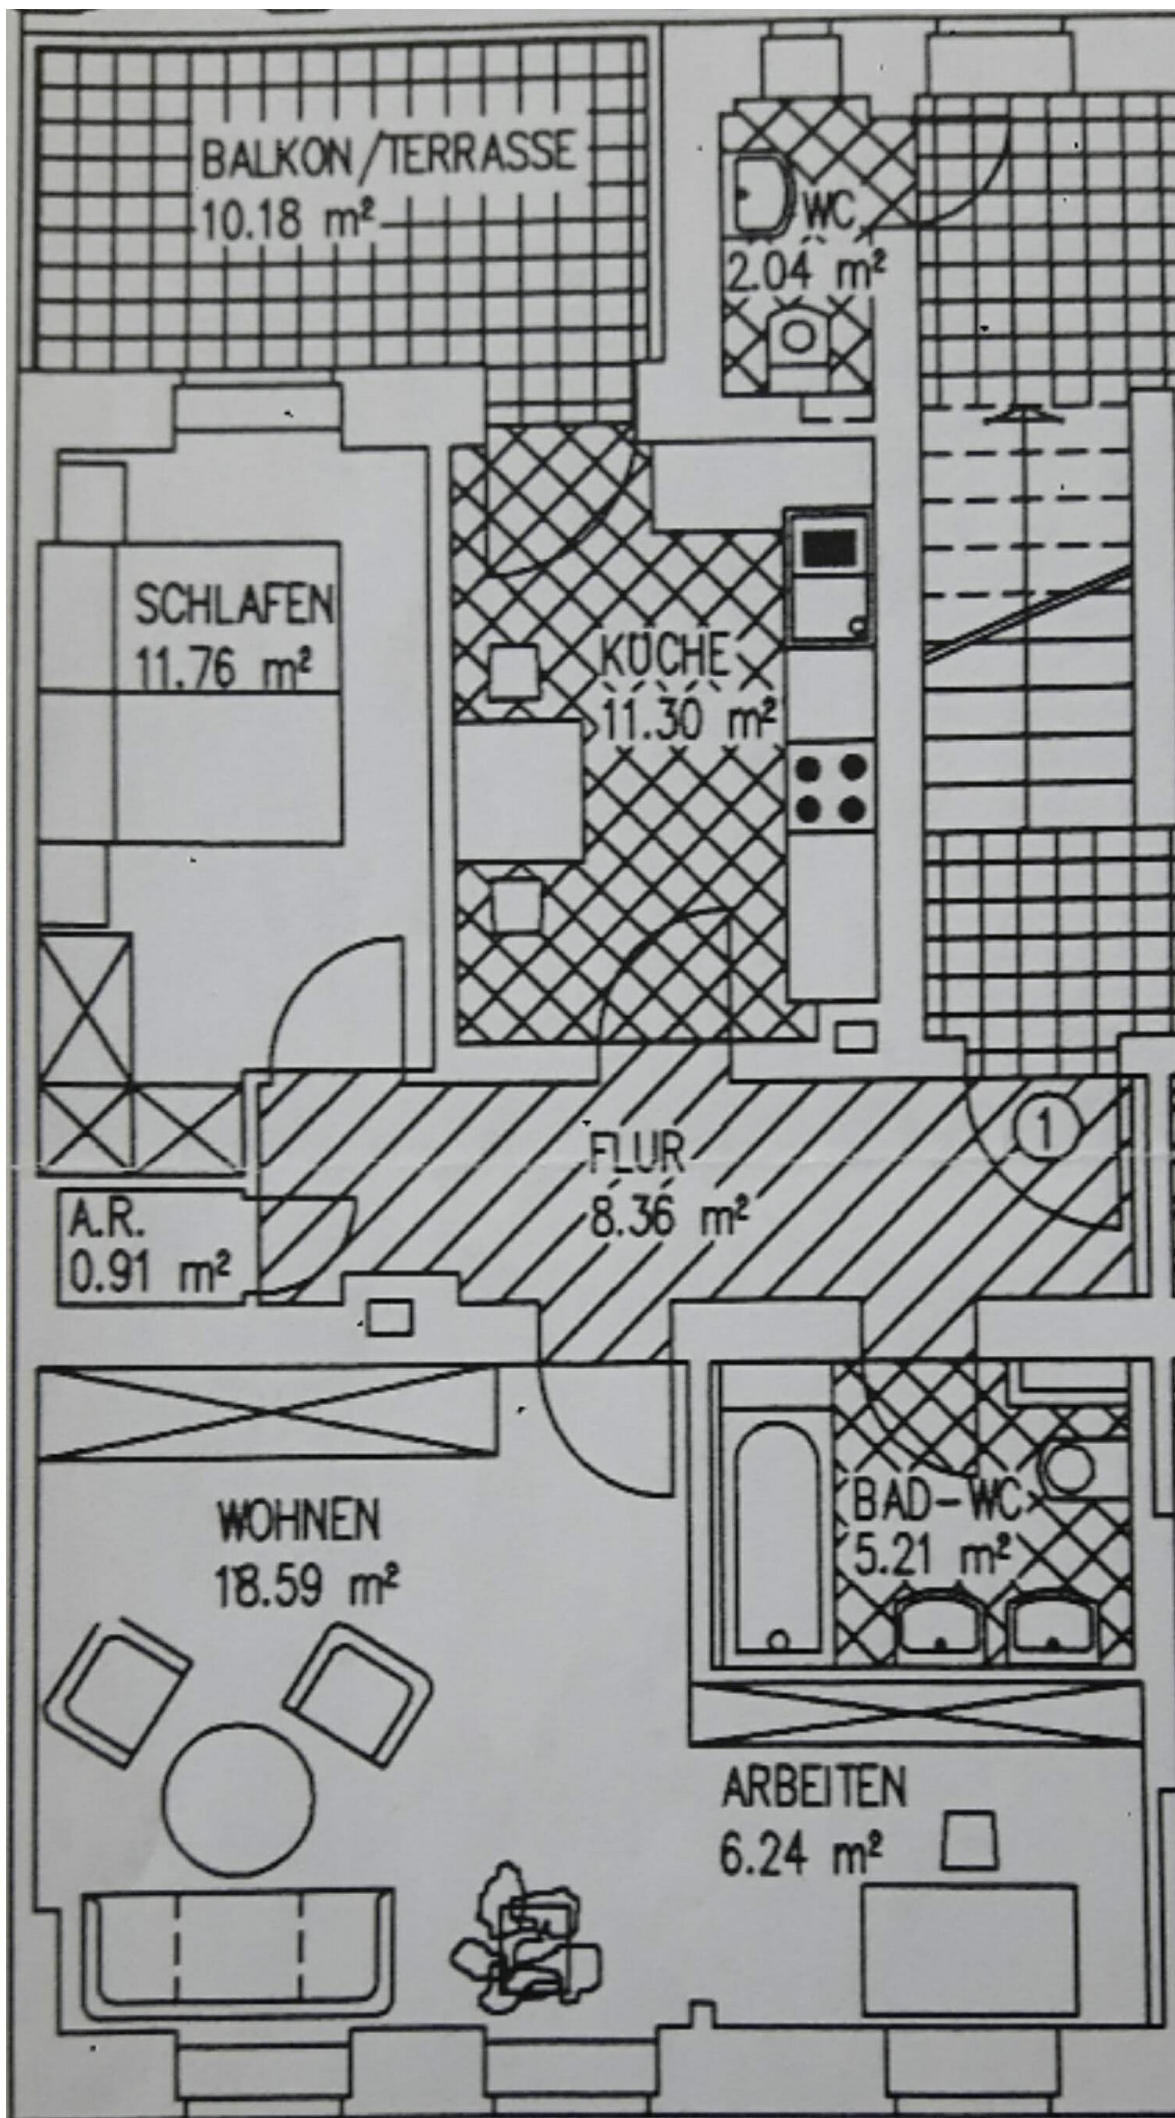 BALKON/TERRASSE
10.18 m²
WC
2.04 m²
SCHLAFEN
11.76 m²
KÜCHE
11.30 m²
FLUR
8.36 m²
1
A.R.
0.91 m²
WOHNEN
18.59 m²
BAD-WC
5.21 m²
ARBEITEN
6.24 m²